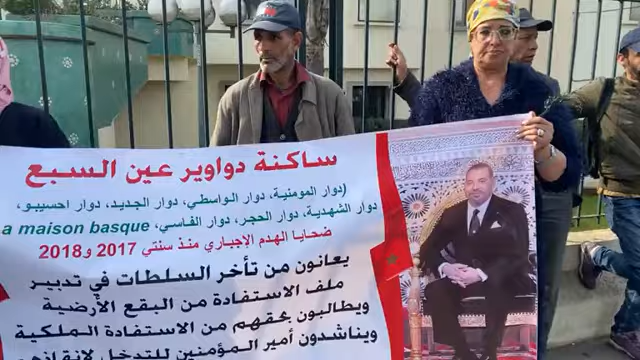 ساكنة دواوير عين السبع
(دوار المومنية، دوار الواسطي، دوار الجديد، دوار احسيبو،
دوار الشهدية، دوار الحجر، دوار الفاسي، a maison basque
ضحايا الهدم الإجباري منذ سنتي 2017 و2018
يعانون من تأخر السلطات في تدبير
ملف الاستفادة من البقع الأرضية
ويطالبون بحقهم من الاستفادة الملكية
ويناشدون أمير المؤمنين للتدخل